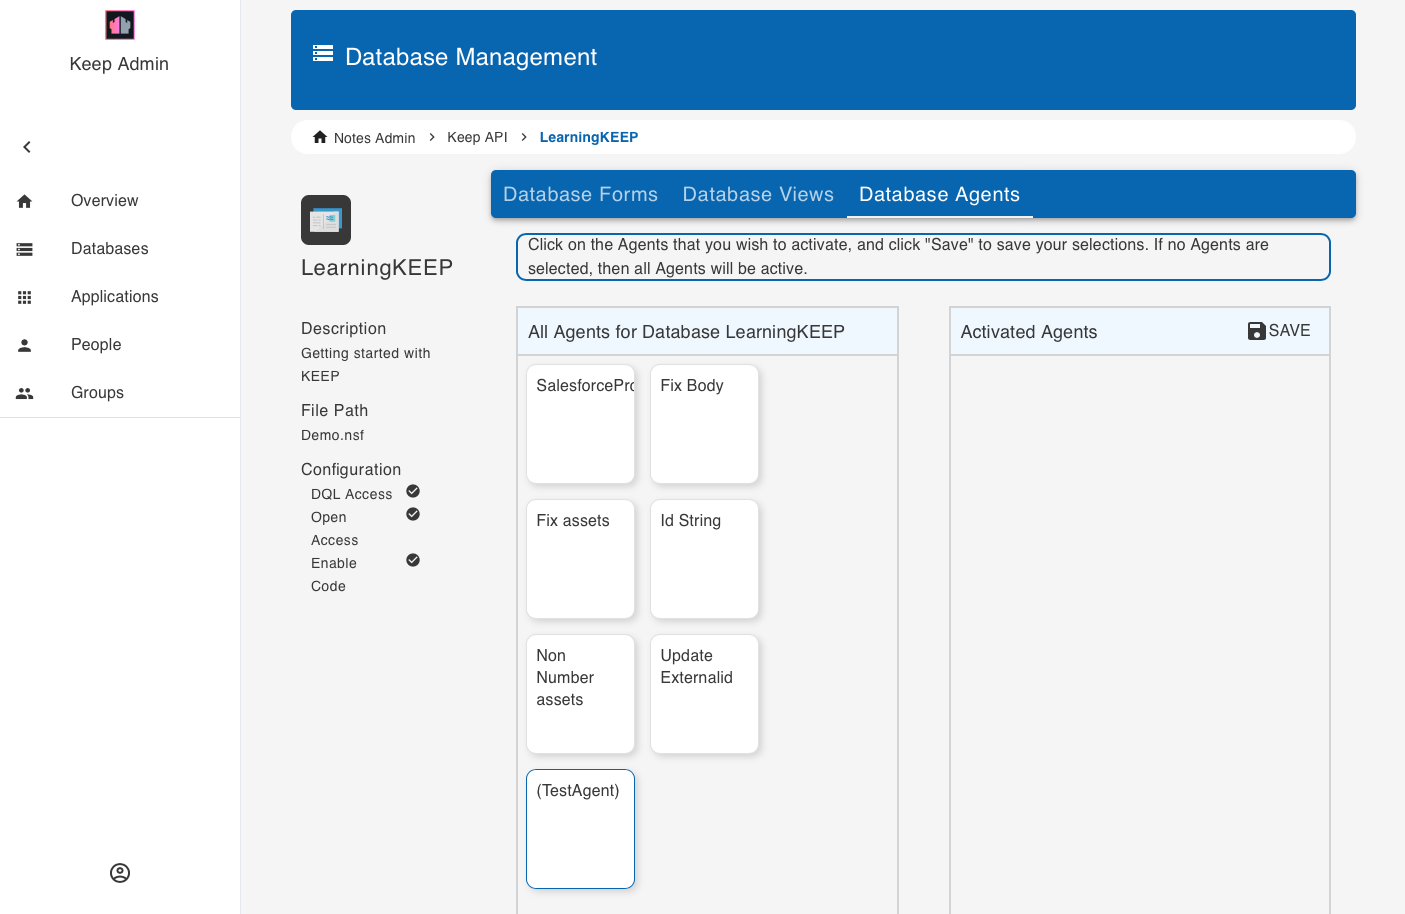 Keep Admin
Overview
Databases
Applications
People
Groups
Database Management
Notes Admin
Keep API
LearningKEEP
LearningKEEP
Description
Getting started with
KEEP
File Path
Demo.nsf
Configuration
DQL Access
Open
Access
Enable
Code
Database Forms
Database Views
Database Agents
Click on the Agents that you wish to activate, and click "Save" to save your selections. If no Agents are
selected, then all Agents will be active.
All Agents for Database LearningKEEP
SalesforcePro
Fix Body
Fix assets
Id String
Non
Number
assets
Update
Externalid
(TestAgent)
Activated Agents
SAVE